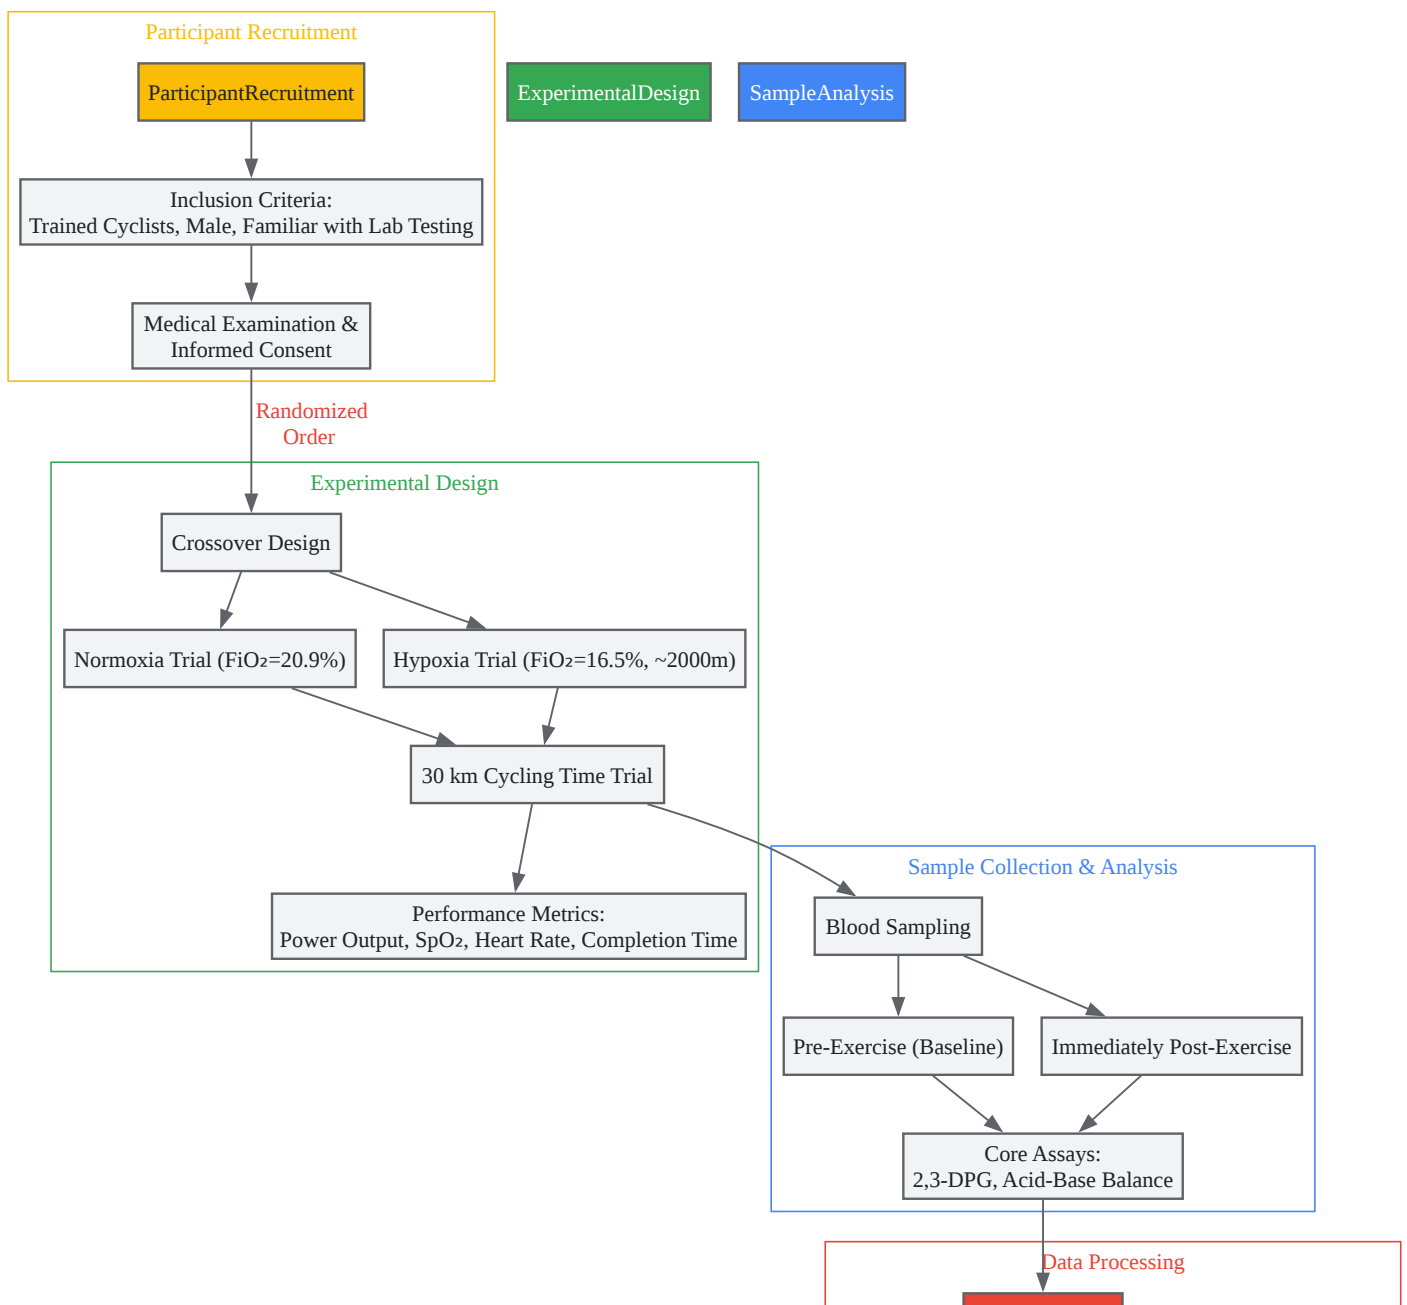 Participant Recruitment
ParticipantRecruitment
ExperimentalDesign
SampleAnalysis
Inclusion Criteria:
Trained Cyclists, Male, Familiar with Lab Testing
Medical Examination &
Informed Consent
Randomized
Order
Experimental Design
Crossover Design
Normoxia Trial (FiO₂=20.9%)
Hypoxia Trial (FiO₂=16.5%, ~2000m)
30 km Cycling Time Trial
Performance Metrics:
Power Output, SpO₂, Heart Rate, Completion Time
Sample Collection & Analysis
Blood Sampling
Pre-Exercise (Baseline)
Immediately Post-Exercise
Core Assays:
2,3-DPG, Acid-Base Balance
Data Processing